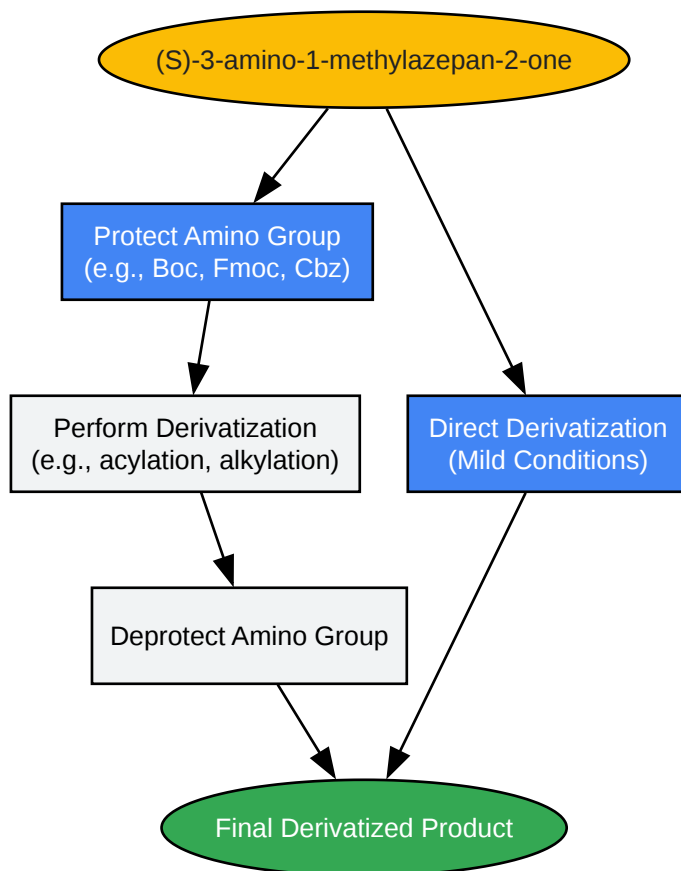 (S)-3-amino-1-methylazepan-2-one
Protect Amino Group
(e.g., Boc, Fmoc, Cbz)
Perform Derivatization
(e.g., acylation, alkylation)
Direct Derivatization
(Mild Conditions)
Deprotect Amino Group
Final Derivatized Product